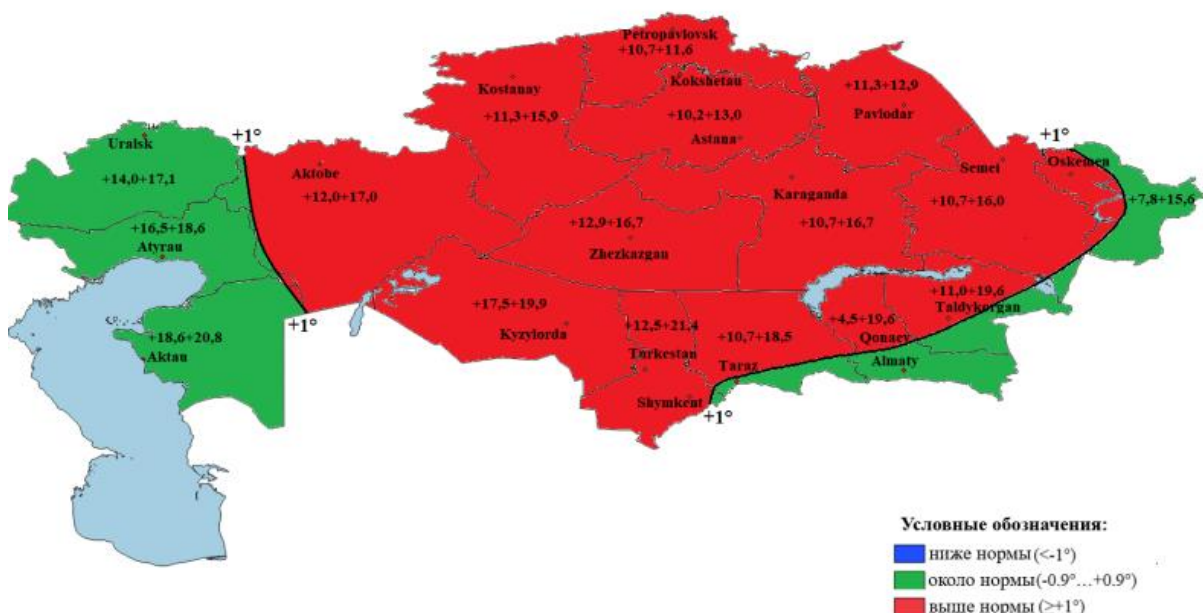 Petropavlovsk
+10,7+11,6
Kokshetau
Kostanay
+11,3+15,9
+10,2+13,0
Astana
+11,3+12,9
Pavlodar
+1°
+1°
Uralsk
+14,0+17,1
Aktobe
+12,0+17,0
Karaganda
+10,7+16,7
Semei
+10,7+16,0
Oskemen
+7,8+15,6
+16,5+18,6
Atyrau
+12,9+16,7
Zhezkazgan
+18,6+20,8
Aktau
+1°
+17,5+19,9
Kyzylorda
+12,5+21,4
Turkestan
+10,7+18,5
Taraz
+4,5+19,6
Qonaev
+11,0+19,6
Taldykorgan
Almaty
Shymkent
+1°
Условные обозначения:
ниже нормы (<-1°)
около нормы (-0.9°...+0.9°)
выше нормы (>+1°)